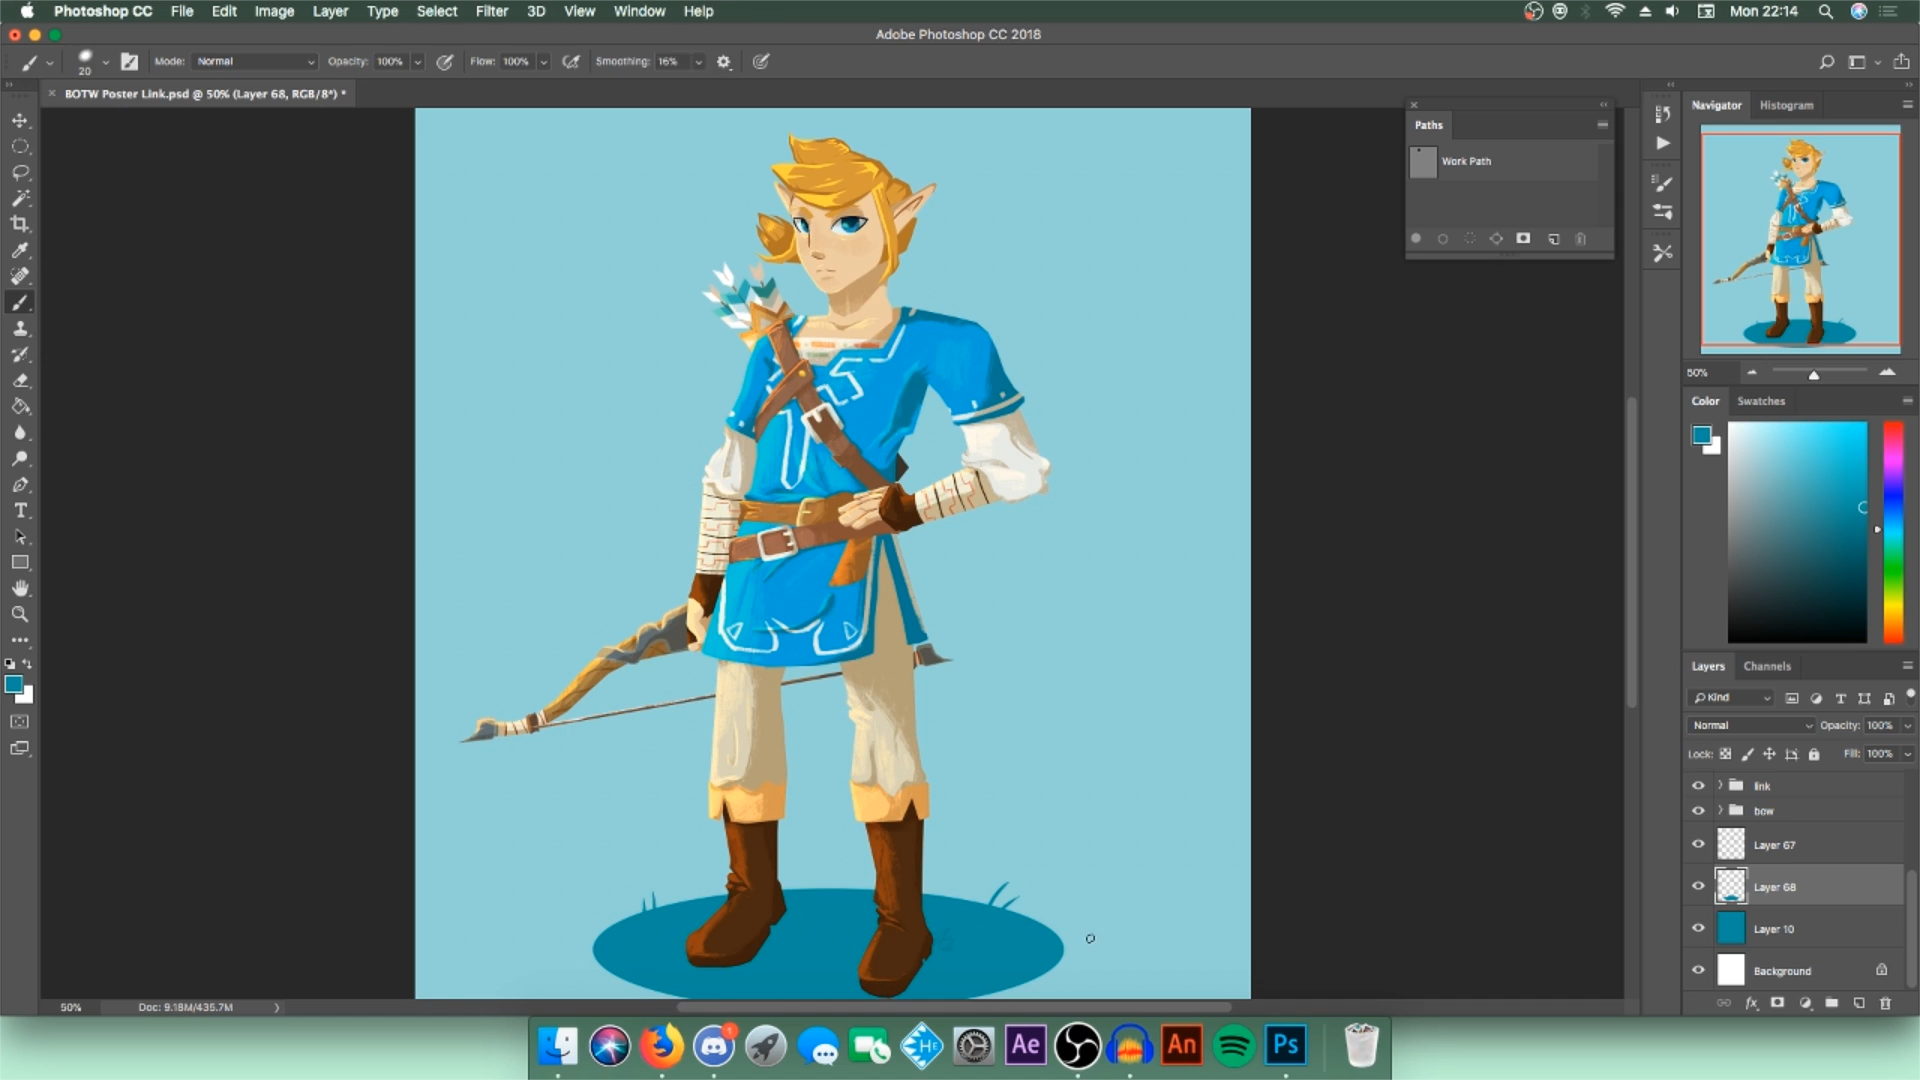 Photoshop CC File Edit Image Layer Type Select Filter 3D View Window Help Mon 22:14
Adobe Photoshop CC 2018
20 Mode: Normal Opacity: 100% Flow: 100% Smoothing: 16%
BOTW Poster Link.psd @ 50% (Layer 68, RGB/8*) *
Paths
Work Path
Navigator Histogram
50%
Color Swatches
Layers Channels
Kind
Normal Opacity: 100%
Lock: Fill: 100%
link
bow
Layer 67
Layer 68
Layer 10
Background
50% Doc: 9.18M/435.7M
1
HE Ae An Ps